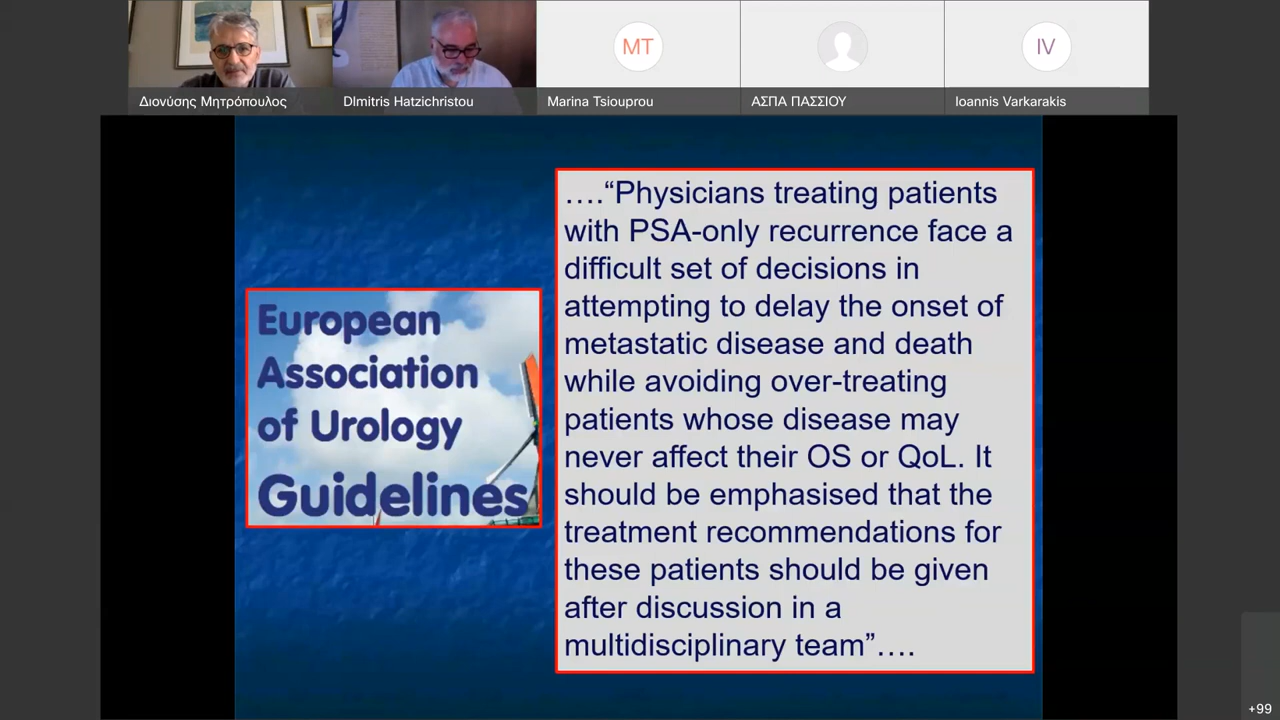 MT
IV
Διονύσης Μητρόπουλος
DImitris Hatzichristou
Marina Tsiouprou
ΑΣΠΑ ΠΑΣΣΙΟΥ
Ioannis Varkarakis
European
Association
of Urology
Guidelines
….“Physicians treating patients
with PSA-only recurrence face a
difficult set of decisions in
attempting to delay the onset of
metastatic disease and death
while avoiding over-treating
patients whose disease may
never affect their OS or QoL. It
should be emphasised that the
treatment recommendations for
these patients should be given
after discussion in a
multidisciplinary team”….
+99